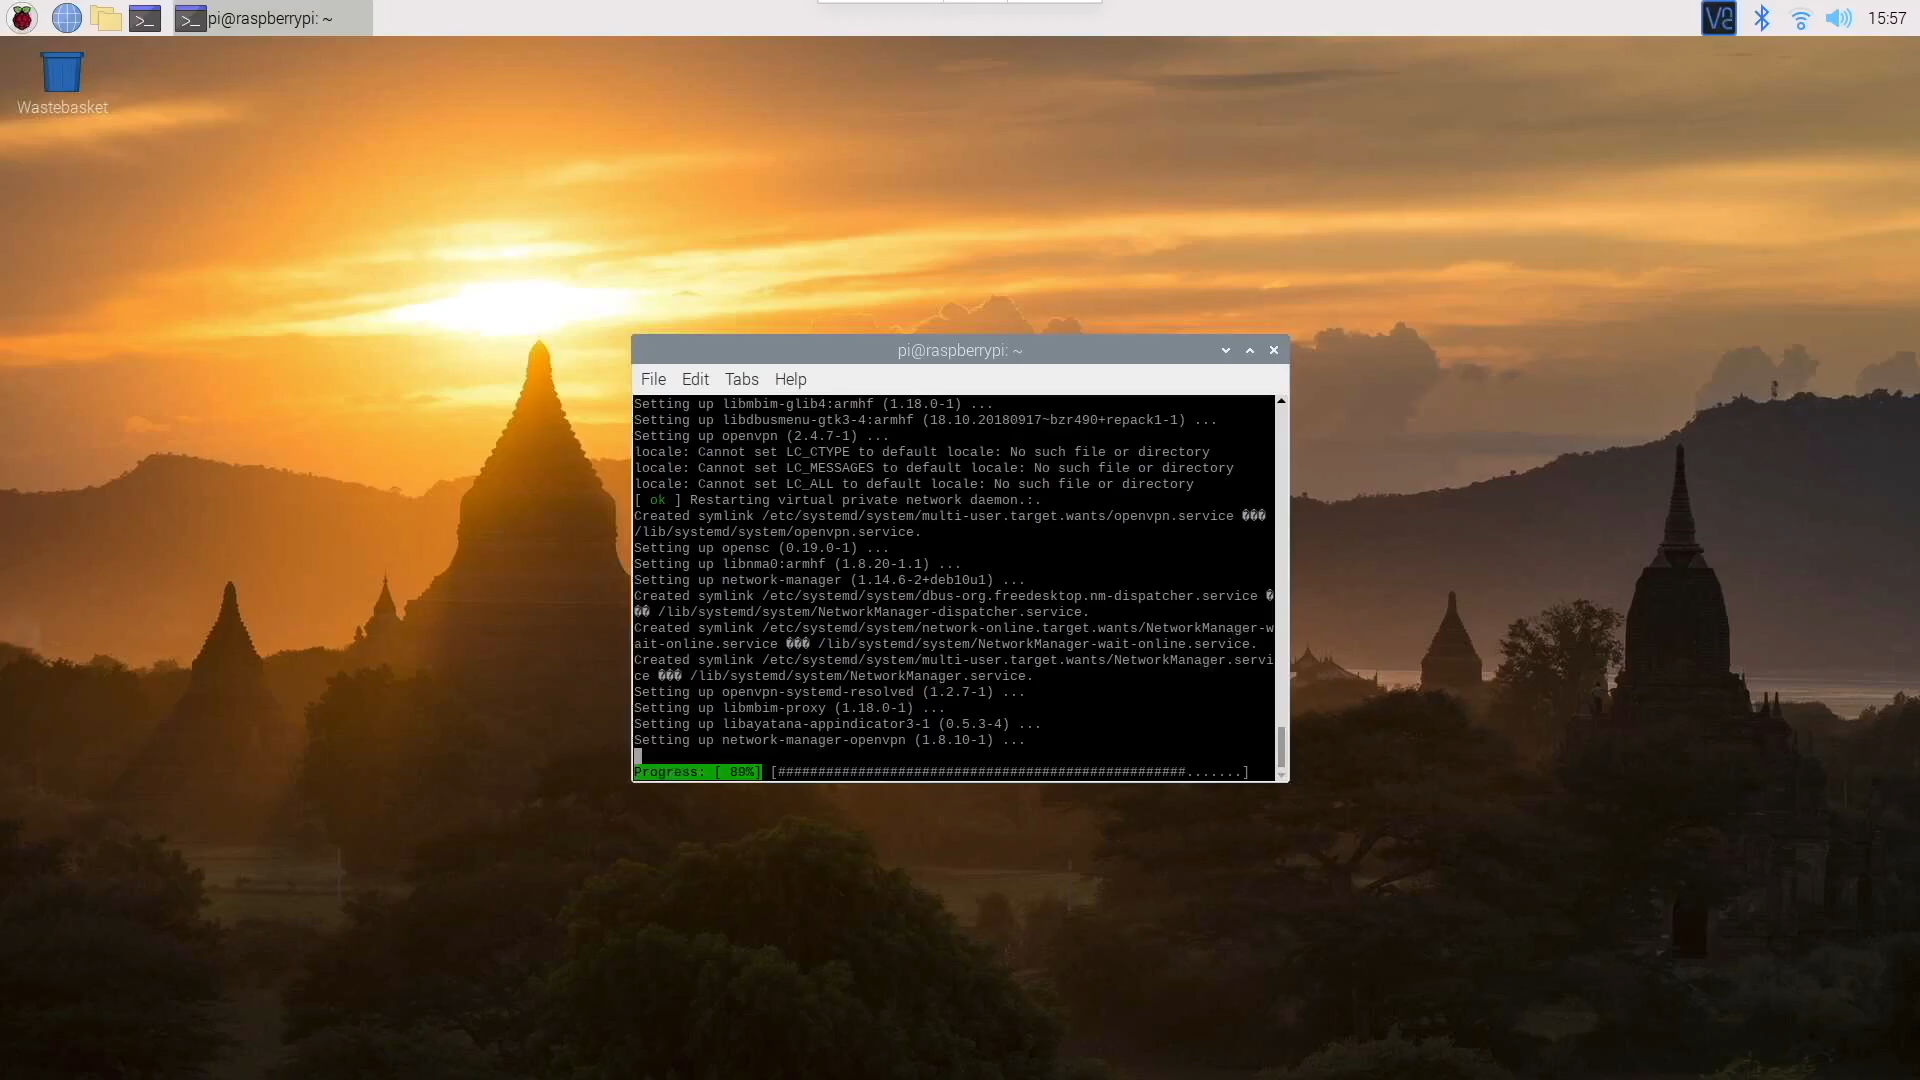 pi@raspberrypi: ~
15:57
Wastebasket
pi@raspberrypi: ~
File Edit Tabs Help
Setting up libmbim-glib4:armhf (1.18.0-1) ...
Setting up libdbusmenu-gtk3-4:armhf (18.10.20180917~bzr490+repack1-1) ...
Setting up openvpn (2.4.7-1) ...
locale: Cannot set LC_CTYPE to default locale: No such file or directory
locale: Cannot set LC_MESSAGES to default locale: No such file or directory
locale: Cannot set LC_ALL to default locale: No such file or directory
[ ok ] Restarting virtual private network daemon.:.
Created symlink /etc/systemd/system/multi-user.target.wants/openvpn.service ���
/lib/systemd/system/openvpn.service.
Setting up opensc (0.19.0-1) ...
Setting up libnma0:armhf (1.8.20-1.1) ...
Setting up network-manager (1.14.6-2+deb10u1) ...
Created symlink /etc/systemd/system/dbus-org.freedesktop.nm-dispatcher.service �
�� /lib/systemd/system/NetworkManager-dispatcher.service.
Created symlink /etc/systemd/system/network-online.target.wants/NetworkManager-w
ait-online.service ��� /lib/systemd/system/NetworkManager-wait-online.service.
Created symlink /etc/systemd/system/multi-user.target.wants/NetworkManager.servi
ce ��� /lib/systemd/system/NetworkManager.service.
Setting up openvpn-systemd-resolved (1.2.7-1) ...
Setting up libmbim-proxy (1.18.0-1) ...
Setting up libayatana-appindicator3-1 (0.5.3-4) ...
Setting up network-manager-openvpn (1.8.10-1) ...
Progress: [ 89%] [###################################################.......]